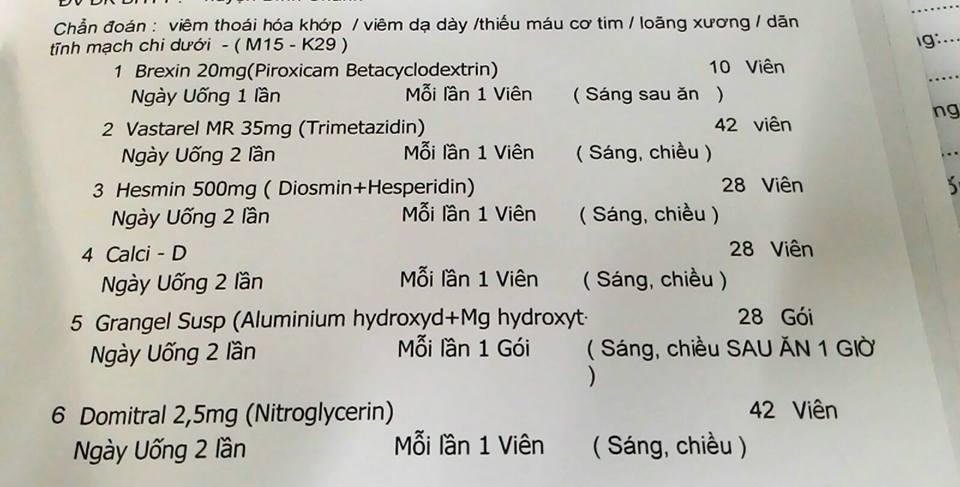 Chẩn đoán : viêm thoái hóa khớp / viêm dạ dày /thiếu máu cơ tim / loãng xương / dãn
tĩnh mạch chi dưới - ( M15 - K29 )
1 Brexin 20mg(Piroxicam Betacyclodextrin) 10 Viên
Ngày Uống 1 lần Mỗi lần 1 Viên ( Sáng sau ăn )
2 Vastarel MR 35mg (Trimetazidin) 42 viên
Ngày Uống 2 lần Mỗi lần 1 Viên ( Sáng, chiều )
3 Hesmin 500mg ( Diosmin+Hesperidin) 28 Viên
Ngày Uống 2 lần Mỗi lần 1 Viên ( Sáng, chiều )
4 Calci - D 28 Viên
Ngày Uống 2 lần Mỗi lần 1 Viên ( Sáng, chiều )
5 Grangel Susp (Aluminium hydroxyd+Mg hydroxyt 28 Gói
Ngày Uống 2 lần Mỗi lần 1 Gói ( Sáng, chiều SAU ĂN 1 GIỜ
)
6 Domitral 2,5mg (Nitroglycerin) 42 Viên
Ngày Uống 2 lần Mỗi lần 1 Viên ( Sáng, chiều )